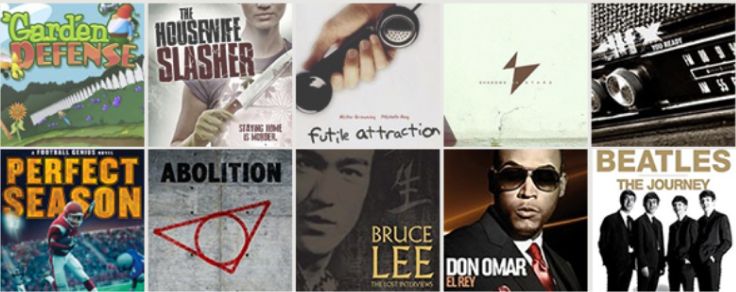 'Garden
DEFENSE
THE
HOUSEWIFE
SLASHER
STAYING HOME
IS MURDER.
futile attraction
YOU READY
A FOOTBALL GENIUS NOVEL
PERFECT
SEASON
ABOLITION
生
BRUCE
LEE
THE LOST INTERVIEWS
DON OMAR
EL REY
BEATLES
THE JOURNEY